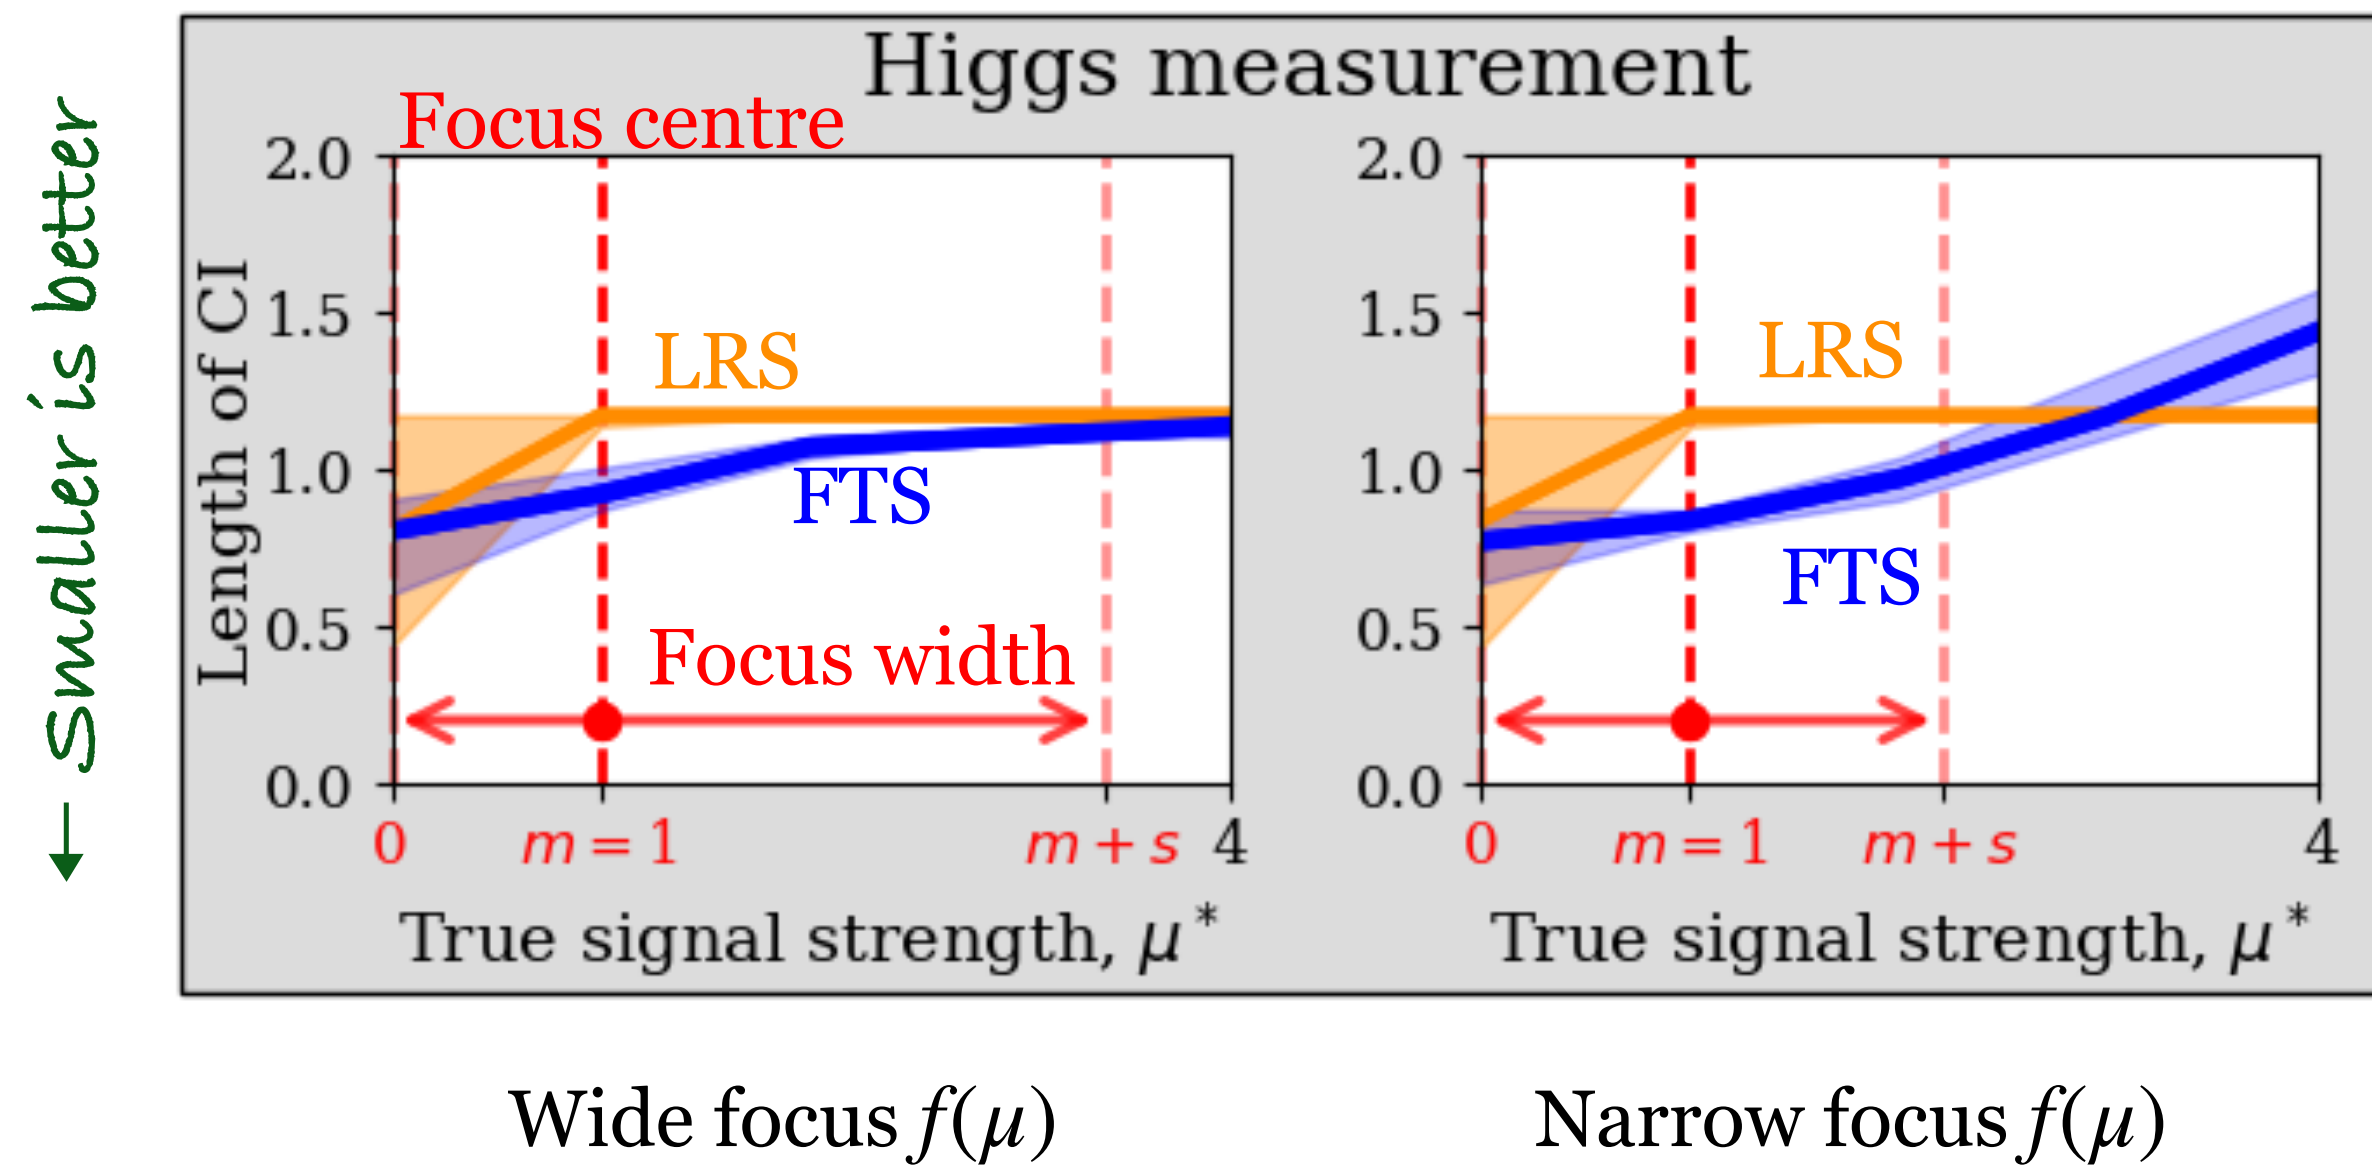 Higgs measurement
← Smaller is better
Focus centre
Length of CI
2.0
1.5
1.0
0.5
0.0
LRS
FTS
Focus width
0
m = 1
m + s
4
True signal strength, μ*
2.0
1.5
1.0
0.5
0.0
LRS
FTS
0
m = 1
m + s
4
True signal strength, μ*
Wide focus f(μ)
Narrow focus f(μ)